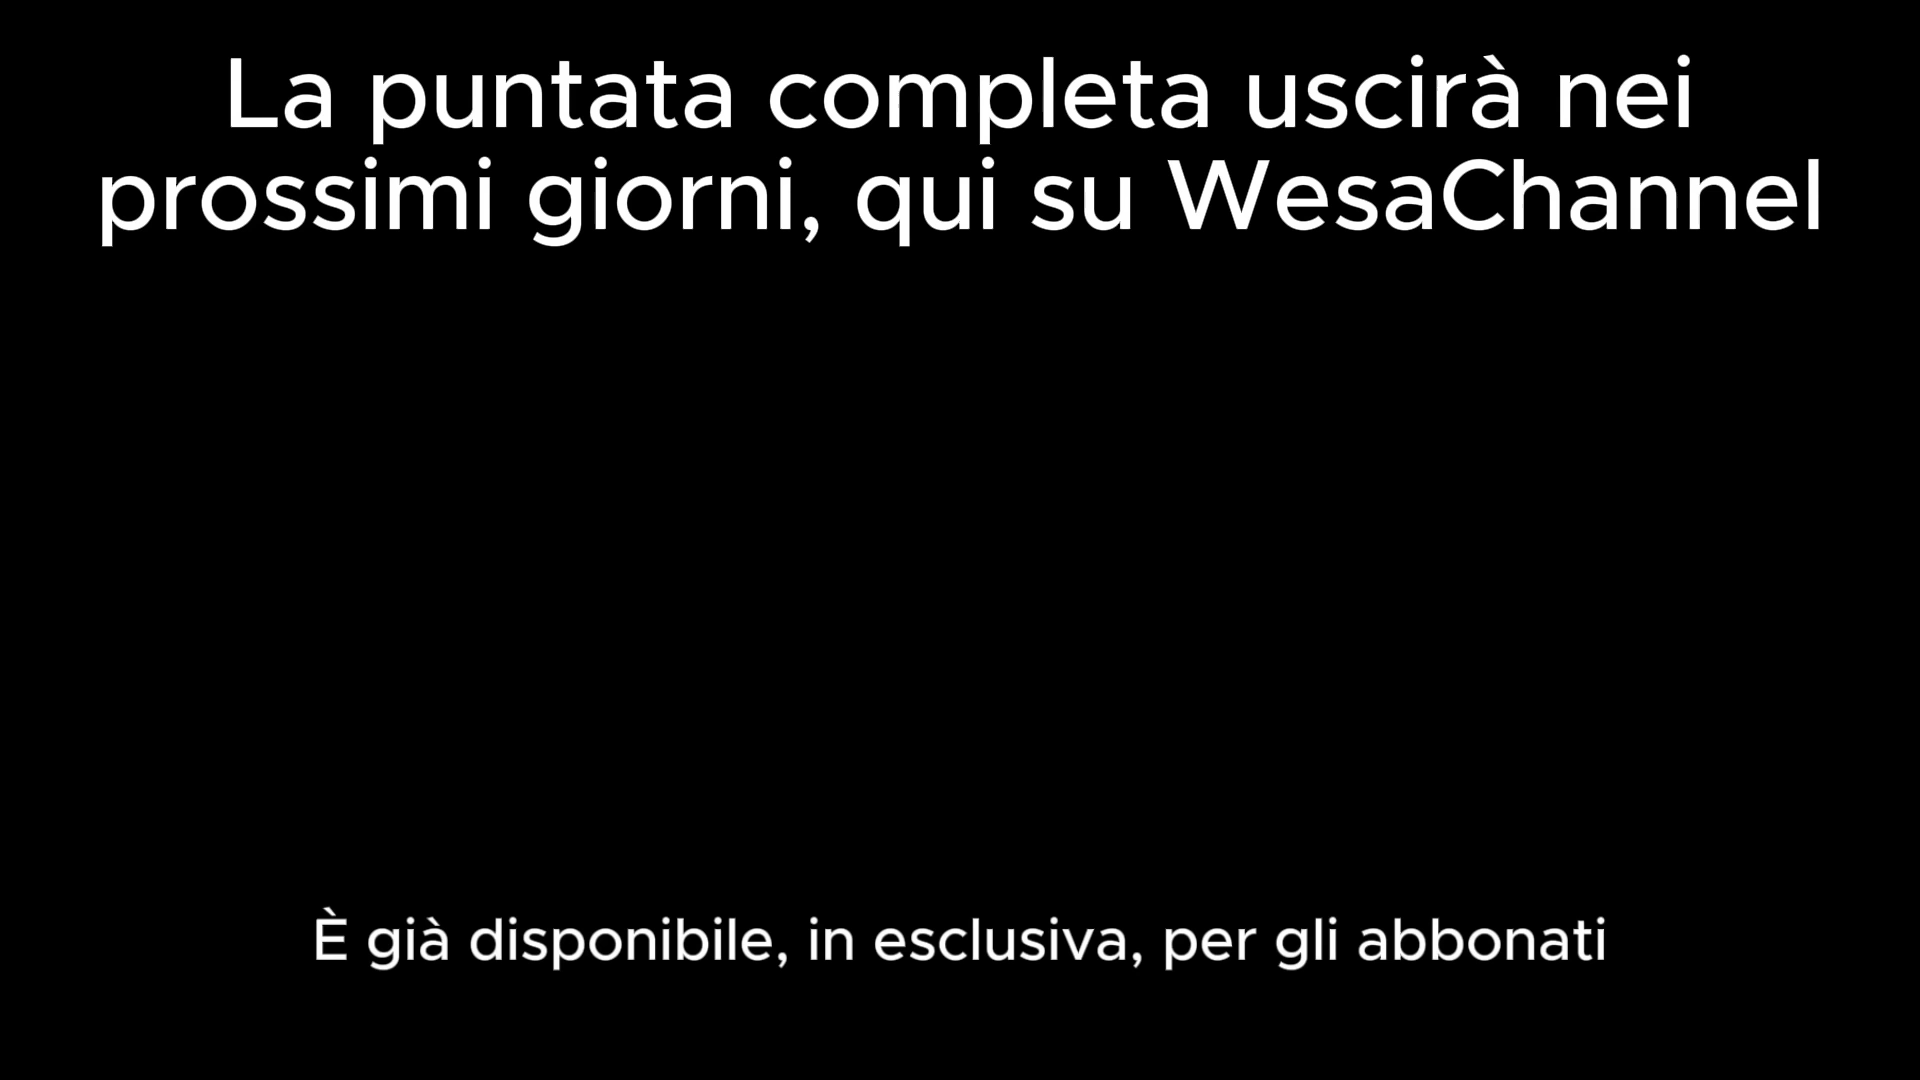 La puntata completa uscirà nei
prossimi giorni, qui su WesaChannel
È già disponibile, in esclusiva, per gli abbonati